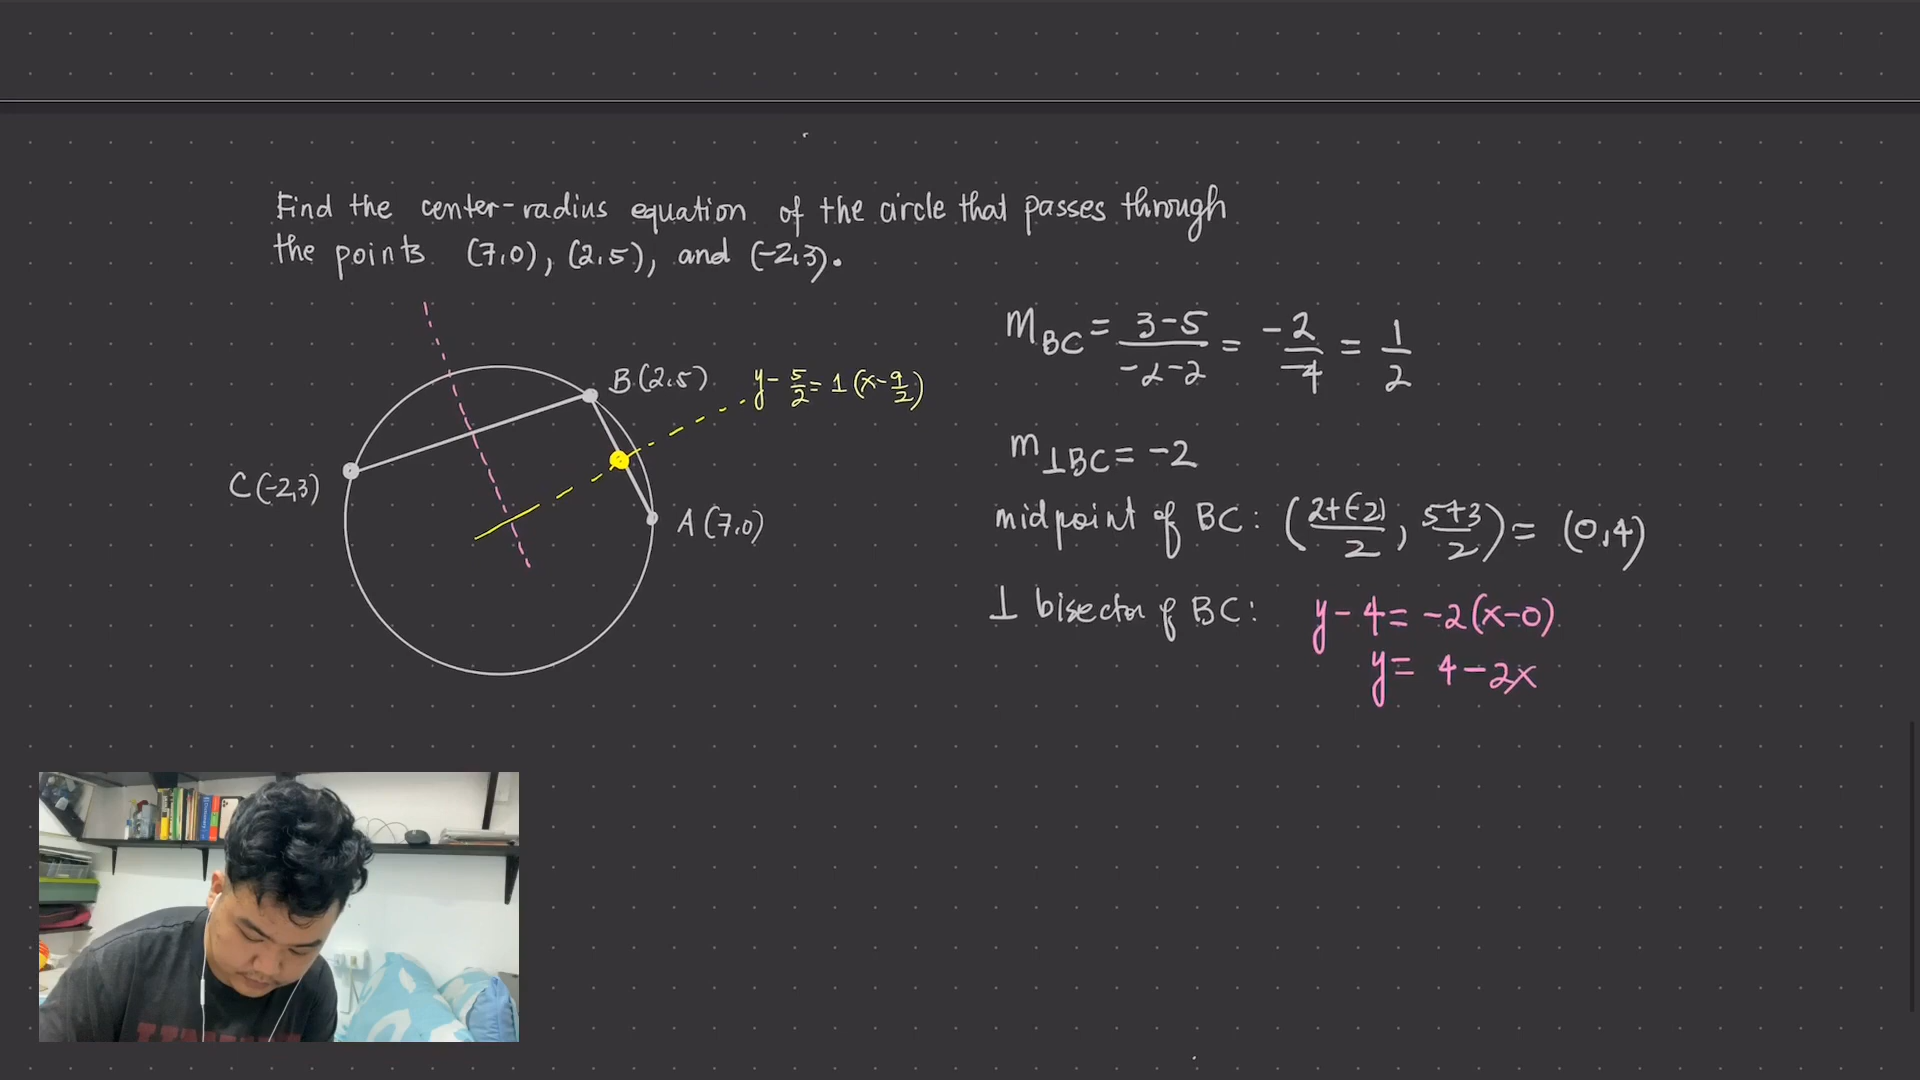 Find the center-radius equation of the circle that passes through
the points (7,0), (2,5), and (-2,3).
B(2,5)
y - 5/2 = 1(x - 9/2)
C(-2,3)
A(7,0)
m_BC = (3-5)/(-2-2) = -2/-4 = 1/2
m_⊥BC = -2
midpoint of BC: ((2+(-2))/2, (5+3)/2) = (0,4)
⊥ bisector of BC: y - 4 = -2(x-0)
y = 4 - 2x